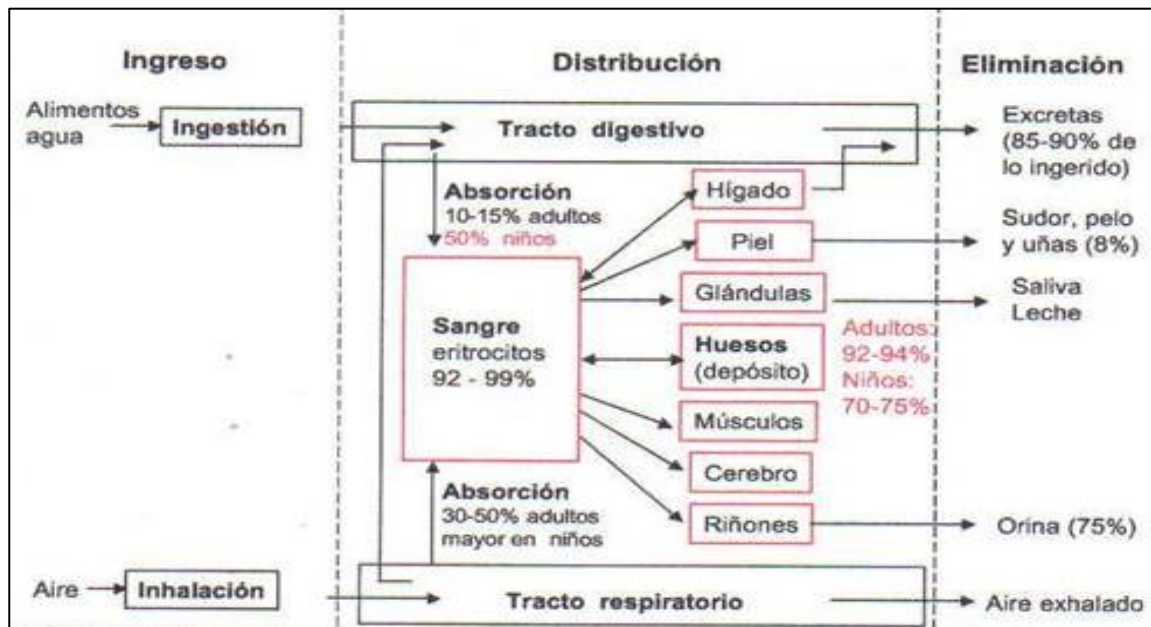 Ingreso
Distribución
Eliminación
Alimentos
agua
Ingestión
Tracto digestivo
Excretas
(85-90% de
lo ingerido)
Absorción
10-15% adultos
50% niños
Hígado
Piel
Sudor, pelo
y uñas (8%)
Glándulas
Saliva
Leche
Sangre
eritrocitos
92 - 99%
Huesos
(depósito)
Adultos:
92-94%
Niños:
70-75%
Músculos
Cerebro
Absorción
30-50% adultos
mayor en niños
Riñones
Orina (75%)
Aire
Inhalación
Tracto respiratorio
Aire exhalado